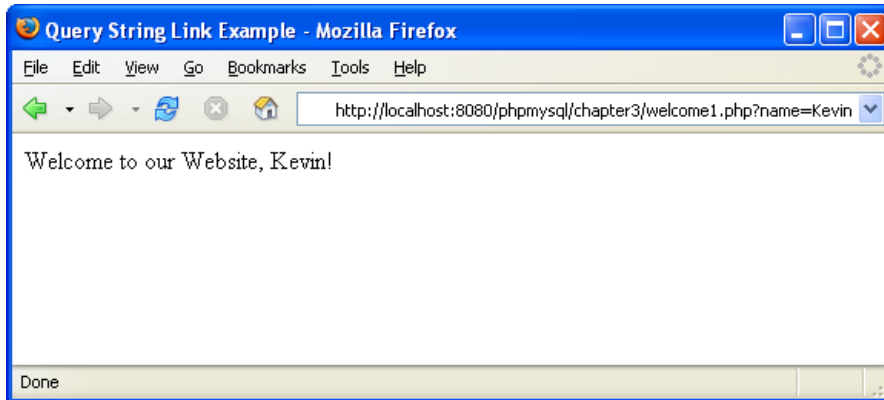 Query String Link Example - Mozilla Firefox
File Edit View Go Bookmarks Tools Help
http://localhost:8080/phpmysql/chapter3/welcome1.php?name=Kevin
Welcome to our Website, Kevin!
Done